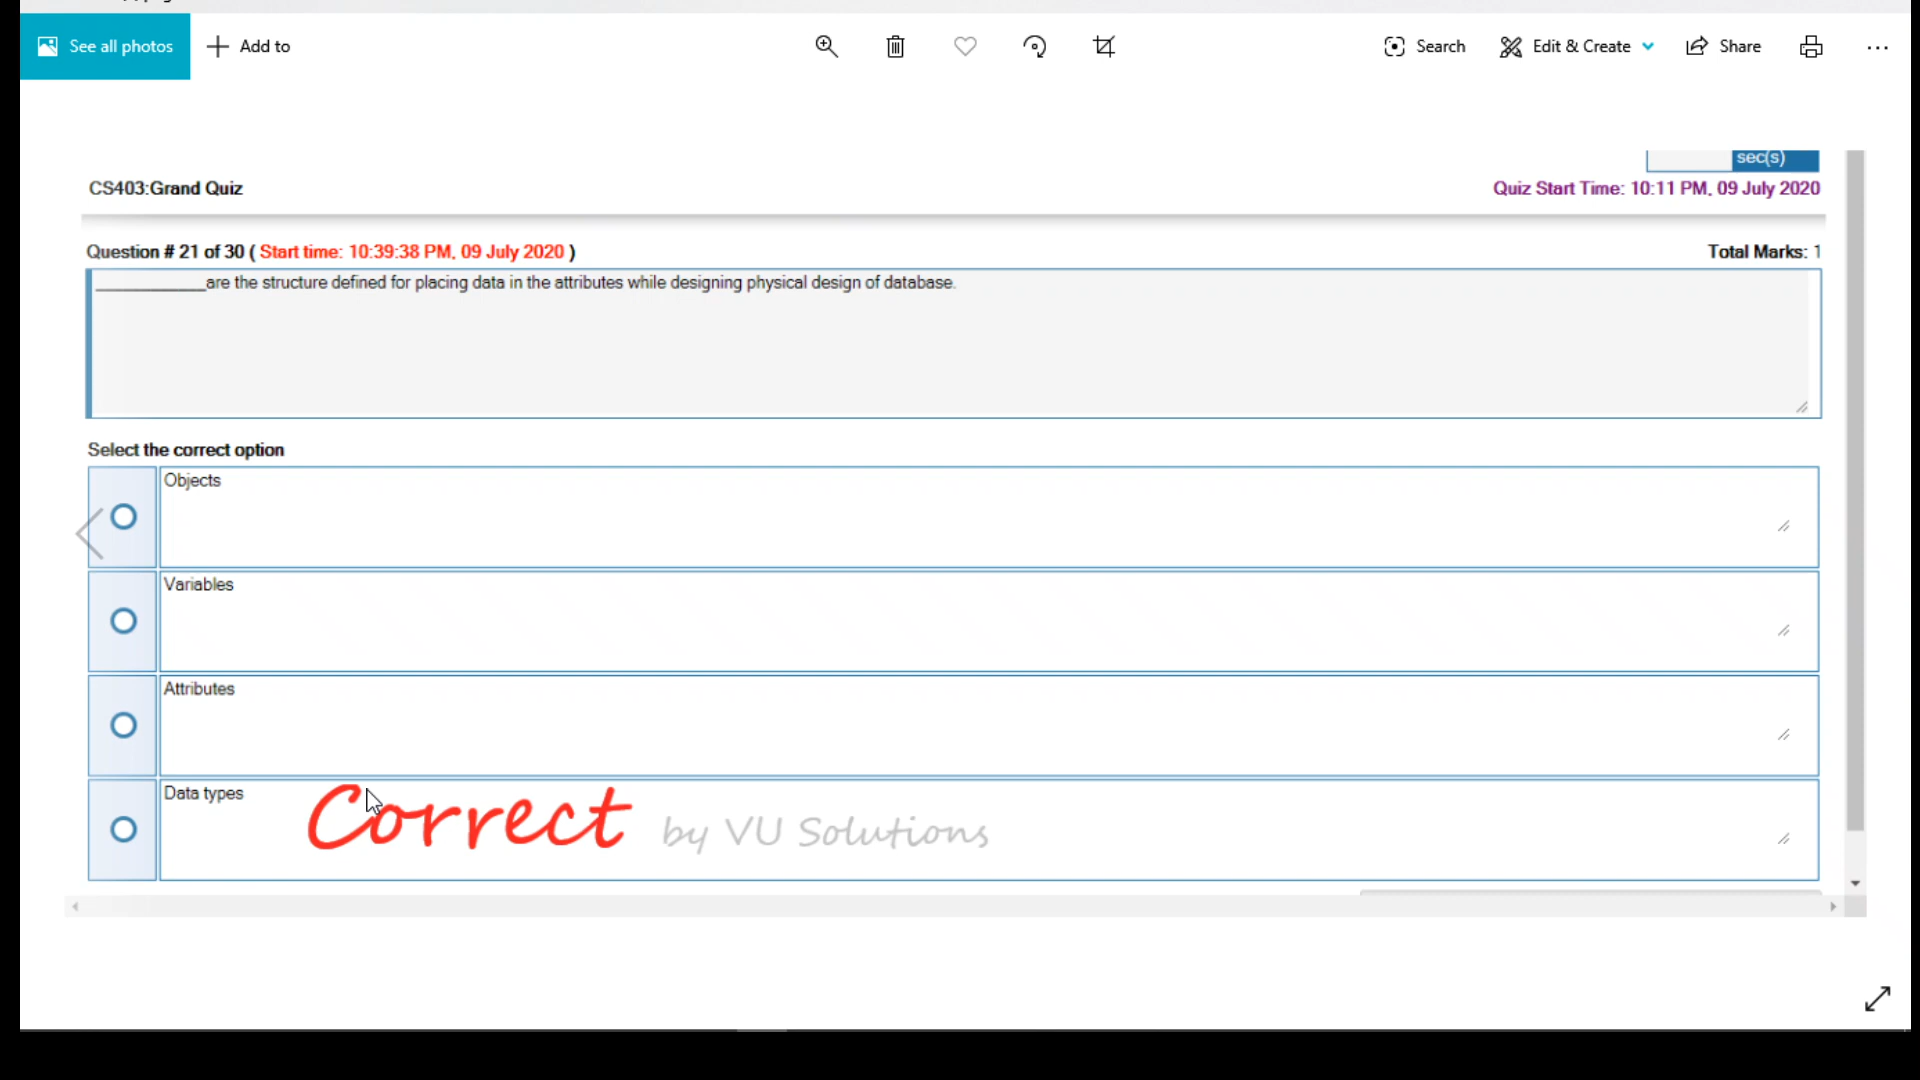 See all photos
Add to
Search
Edit & Create
Share
sec(s)
CS403:Grand Quiz
Quiz Start Time: 10:11 PM, 09 July 2020
Question # 21 of 30 ( Start time: 10:39:38 PM, 09 July 2020 )
Total Marks: 1
____________are the structure defined for placing data in the attributes while designing physical design of database.
Select the correct option
Objects
Variables
Attributes
Data types
Correct by VU Solutions